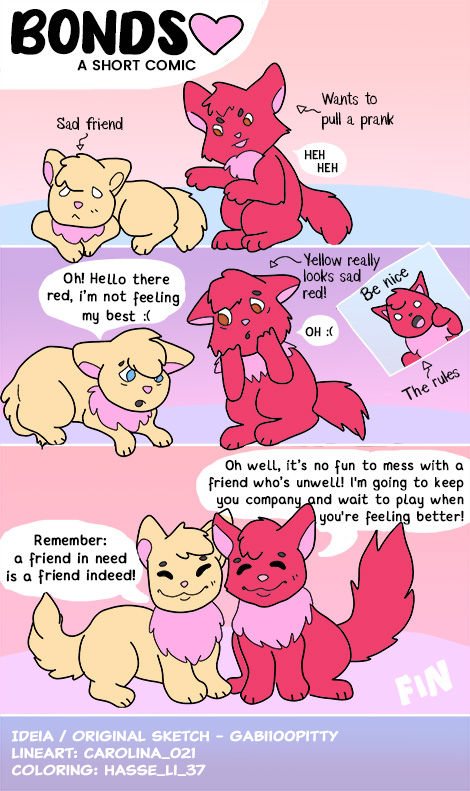 BONDS
A SHORT COMIC
Sad friend
Wants to
pull a prank
HEH
HEH
Oh! Hello there
red, i'm not feeling
my best :(
Yellow really
looks sad
red!
OH :(
Be nice
The rules
Oh well, it's no fun to mess with a
friend who's unwell! I'm going to keep
you company and wait to play when
you're feeling better!
Remember:
a friend in need
is a friend indeed!
FIN
IDEIA / ORIGINAL SKETCH - GABI100PITTY
LINEART: CAROLINA_021
COLORING: HASSE_LI_37